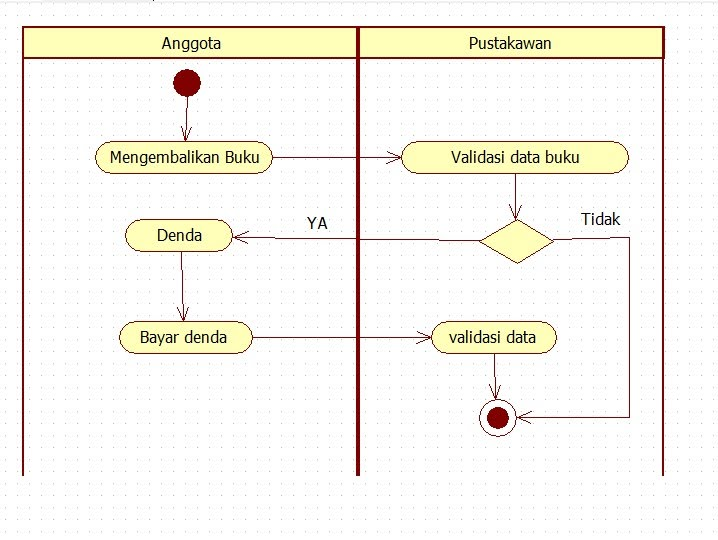 Anggota
Pustakawan
Mengembalikan Buku
Validasi data buku
YA
Tidak
Denda
Bayar denda
validasi data